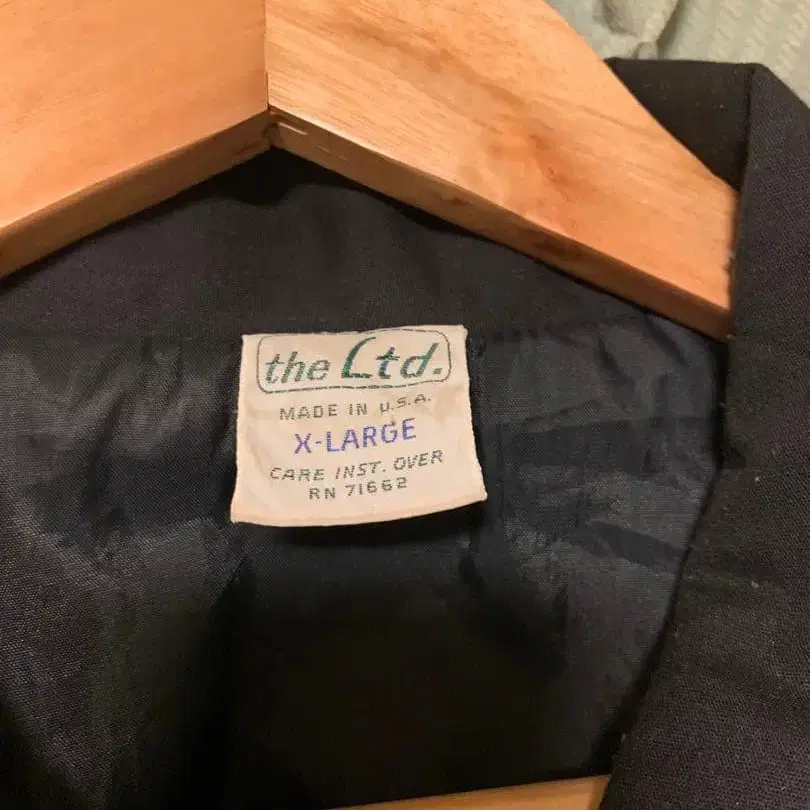 the Ltd.
MADE IN U.S.A.
X-LARGE
CARE INST. OVER
RN 71662